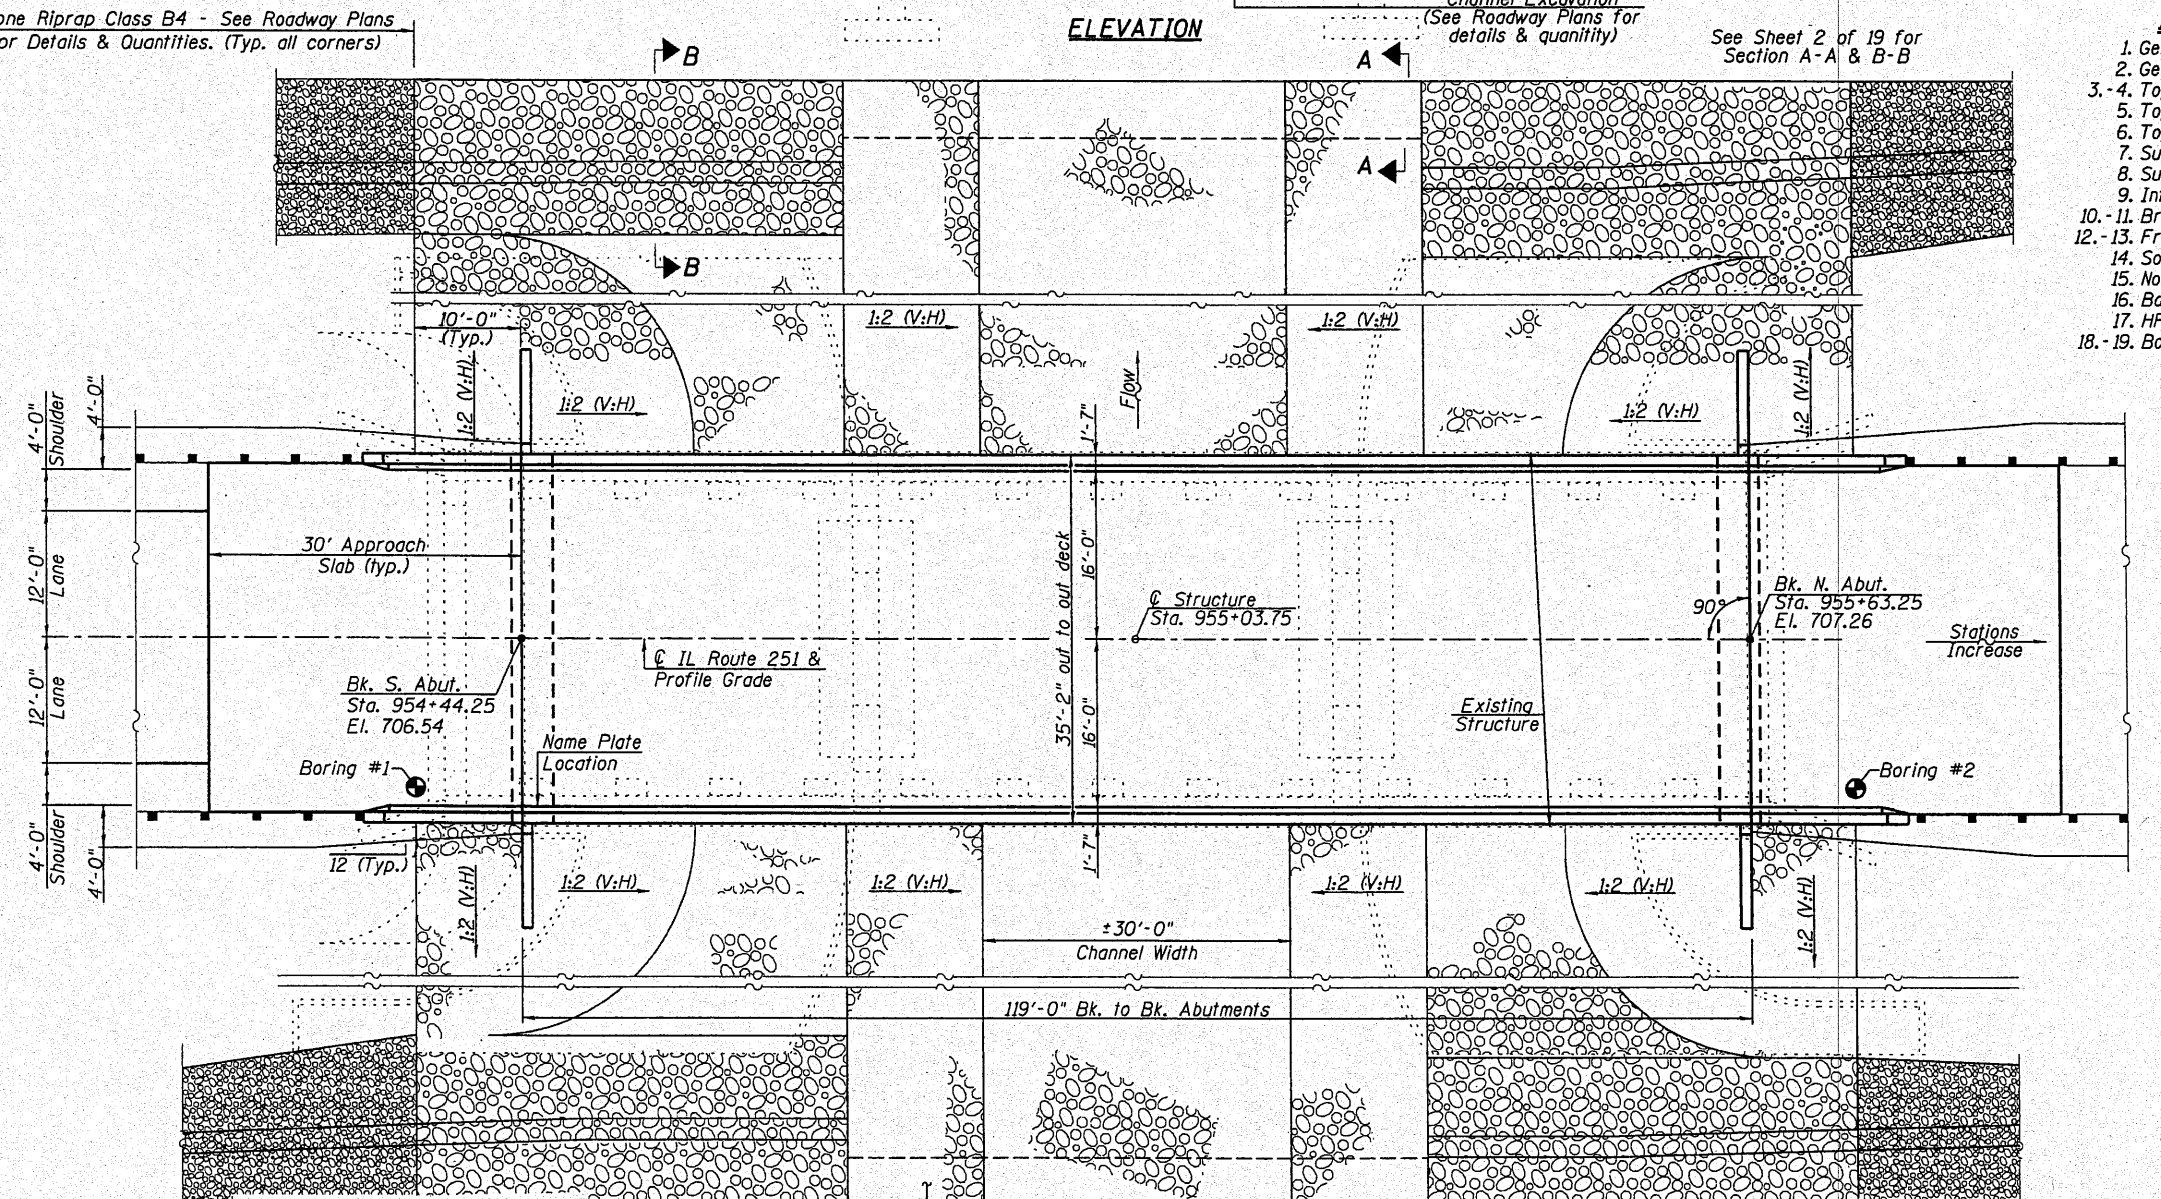 one Riprap Class B4 - See Roadway Plans
or Details & Quantities. (Typ. all corners)
ELEVATION
Channel Excavation
(See Roadway Plans for
details & quanitity)
See Sheet 2 of 19 for
Section A-A & B-B
1. Ge
2. Ge
3.-4. To
5. To
6. To
7. Su
8. Su
9. Int
10.-11. Br
12.-13. Fr
14. So
15. No
16. Ba
17. HP
18.-19. Bo
B
A
A
B
10'-0"
(Typ.)
1:2 (V:H)
1:2 (V:H)
1:2 (V:H)
Flow
1:2 (V:H)
1:2 (V:H)
1:2 (V:H)
4'-0"
Shoulder
4'-0"
1'-7"
12'-0"
Lane
30' Approach
Slab (typ.)
35'-2" out to out deck
16'-0"
℄ Structure
Sta. 955+03.75
90°
Bk. N. Abut.
Sta. 955+63.25
El. 707.26
Stations
Increase
℄ IL Route 251 &
Profile Grade
12'-0"
Lane
Bk. S. Abut.
Sta. 954+44.25
El. 706.54
16'-0"
Existing
Structure
Name Plate
Location
Boring #1
Boring #2
4'-0"
Shoulder
4'-0"
12 (Typ.)
1'-7"
1:2 (V:H)
1:2 (V:H)
1:2 (V:H)
1:2 (V:H)
1:2 (V:H)
1:2 (V:H)
±30'-0"
Channel Width
119'-0" Bk. to Bk. Abutments